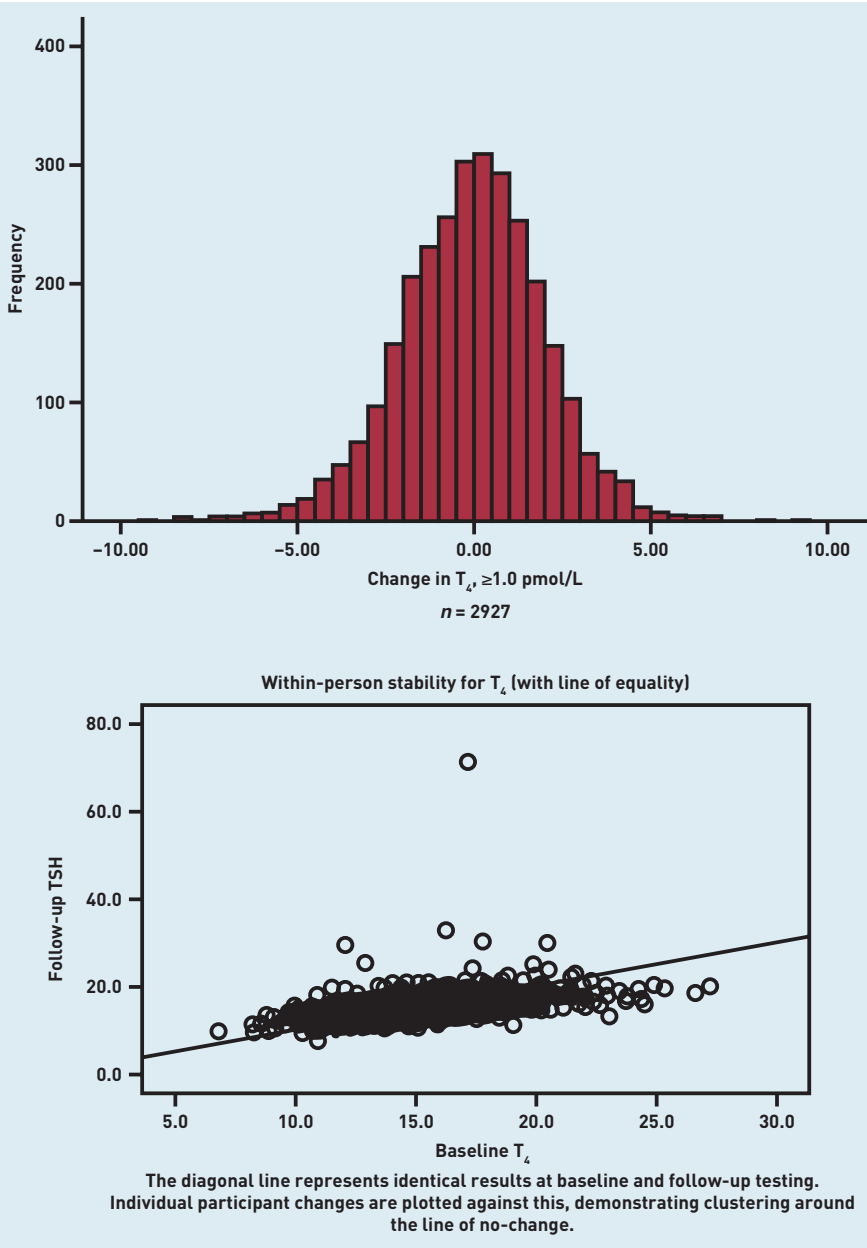 400
300
200
100
0
Frequency
−10.00 −5.00 0.00 5.00 10.00
Change in T₄, ≥1.0 pmol/L
n = 2927
Within-person stability for T₄ (with line of equality)
80.0
60.0
40.0
20.0
0.0
Follow-up TSH
5.0 10.0 15.0 20.0 25.0 30.0
Baseline T₄
The diagonal line represents identical results at baseline and follow-up testing.
Individual participant changes are plotted against this, demonstrating clustering around
the line of no-change.